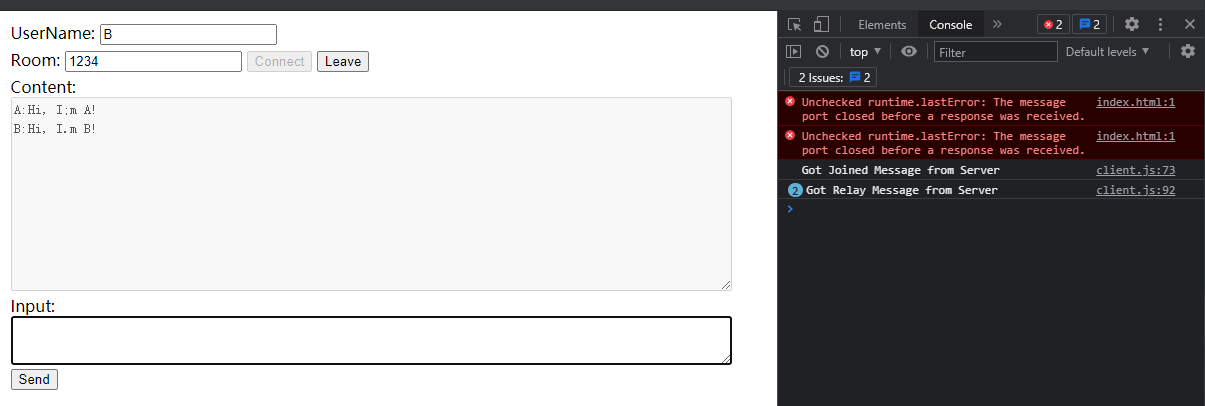 UserName: B
Room: 1234 Connect Leave
Content:
A:Hi, I;m A!
B:Hi, I.m B!
Input:
Send
Elements Console » 2 2
top ▼ Filter Default levels ▼
2 Issues: 2
Unchecked runtime.lastError: The message index.html:1
port closed before a response was received.
Unchecked runtime.lastError: The message index.html:1
port closed before a response was received.
Got Joined Message from Server client.js:73
2 Got Relay Message from Server client.js:92